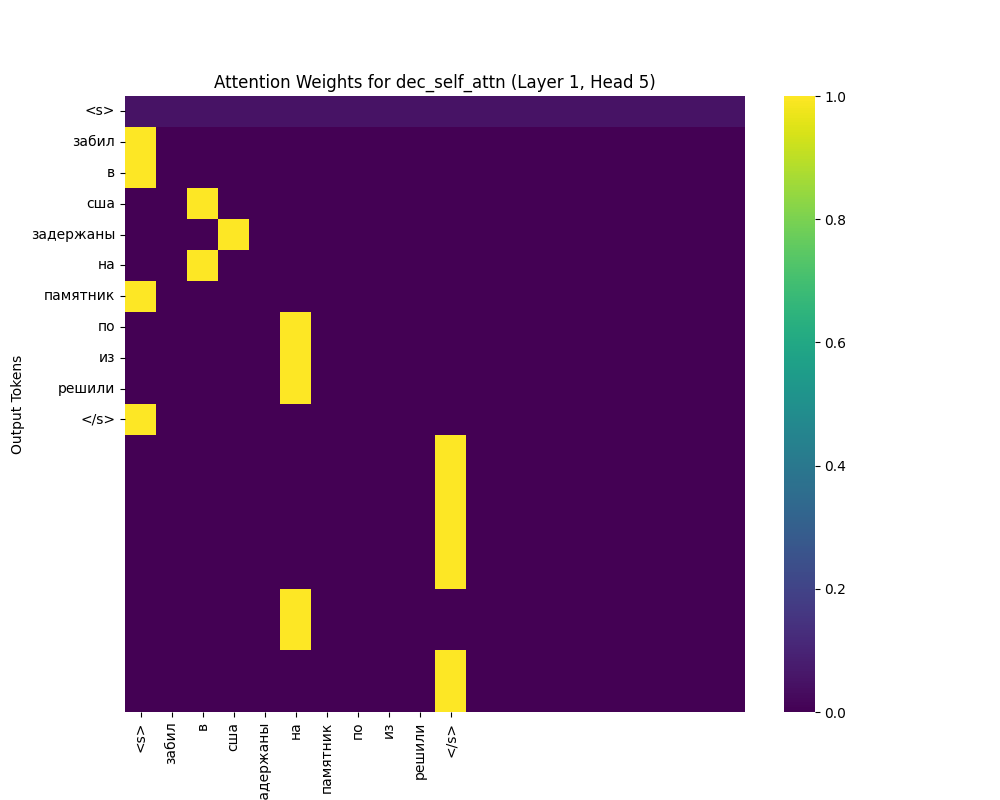 Attention Weights for dec_self_attn (Layer 1, Head 5)
<s>
забил
в
сша
задержаны
на
памятник
по
из
решили
</s>
Output Tokens
<s>
забил
в
сша
адержаны
на
памятник
по
из
решили
</s>
1.0
0.8
0.6
0.4
0.2
0.0